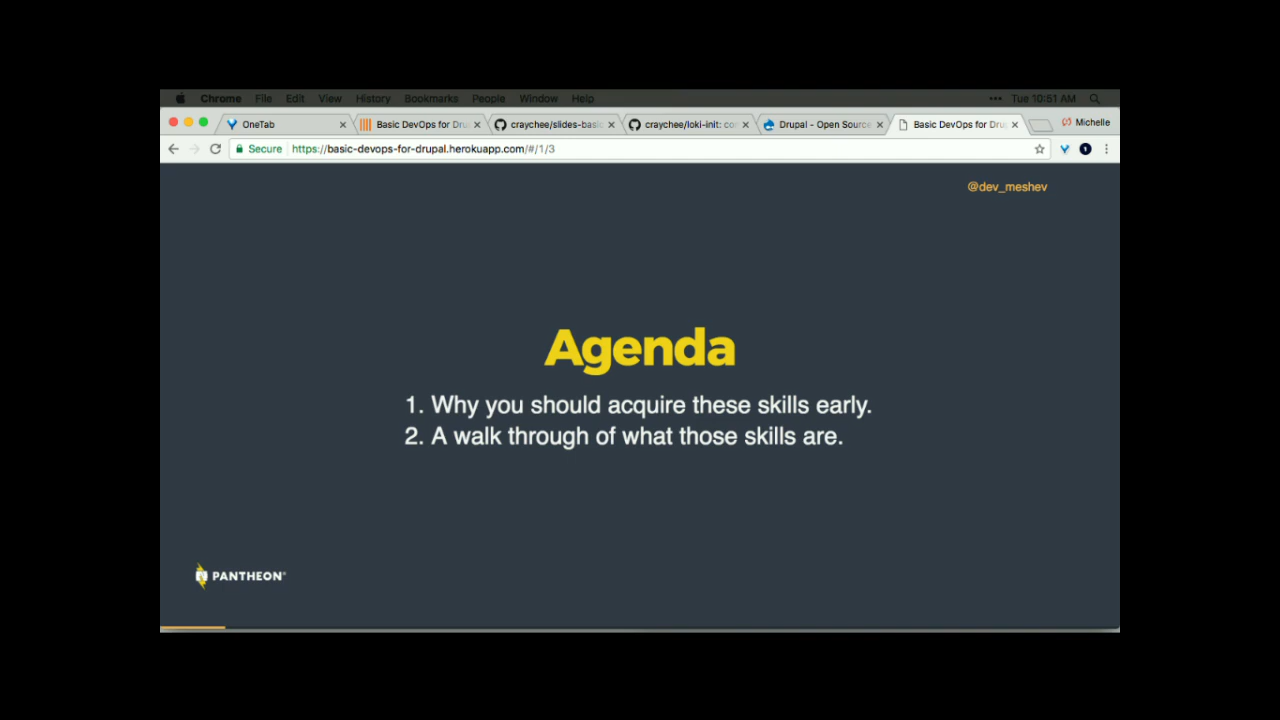 Chrome File Edit View History Bookmarks People Window Help ••• Tue 10:51 AM
OneTab Basic DevOps for Dru craychee/slides-basic craychee/loki-init: co Drupal - Open Source Basic DevOps for Dru Michelle
Secure https://basic-devops-for-drupal.herokuapp.com/#/1/3
@dev_meshev
Agenda
1. Why you should acquire these skills early.
2. A walk through of what those skills are.
PANTHEON